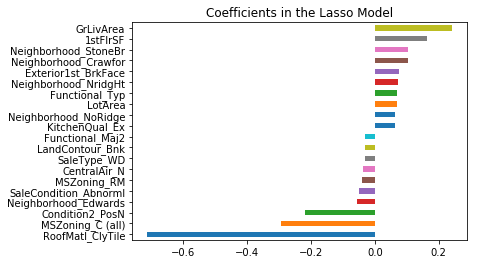 Coefficients in the Lasso Model
GrLivArea
1stFlrSF
Neighborhood_StoneBr
Neighborhood_Crawfor
Exterior1st_BrkFace
Neighborhood_NridgHt
Functional_Typ
LotArea
Neighborhood_NoRidge
KitchenQual_Ex
Functional_Maj2
LandContour_Bnk
SaleType_WD
CentralAir_N
MSZoning_RM
SaleCondition_Abnorml
Neighborhood_Edwards
Condition2_PosN
MSZoning_C (all)
RoofMatl_ClyTile
−0.6 −0.4 −0.2 0.0 0.2